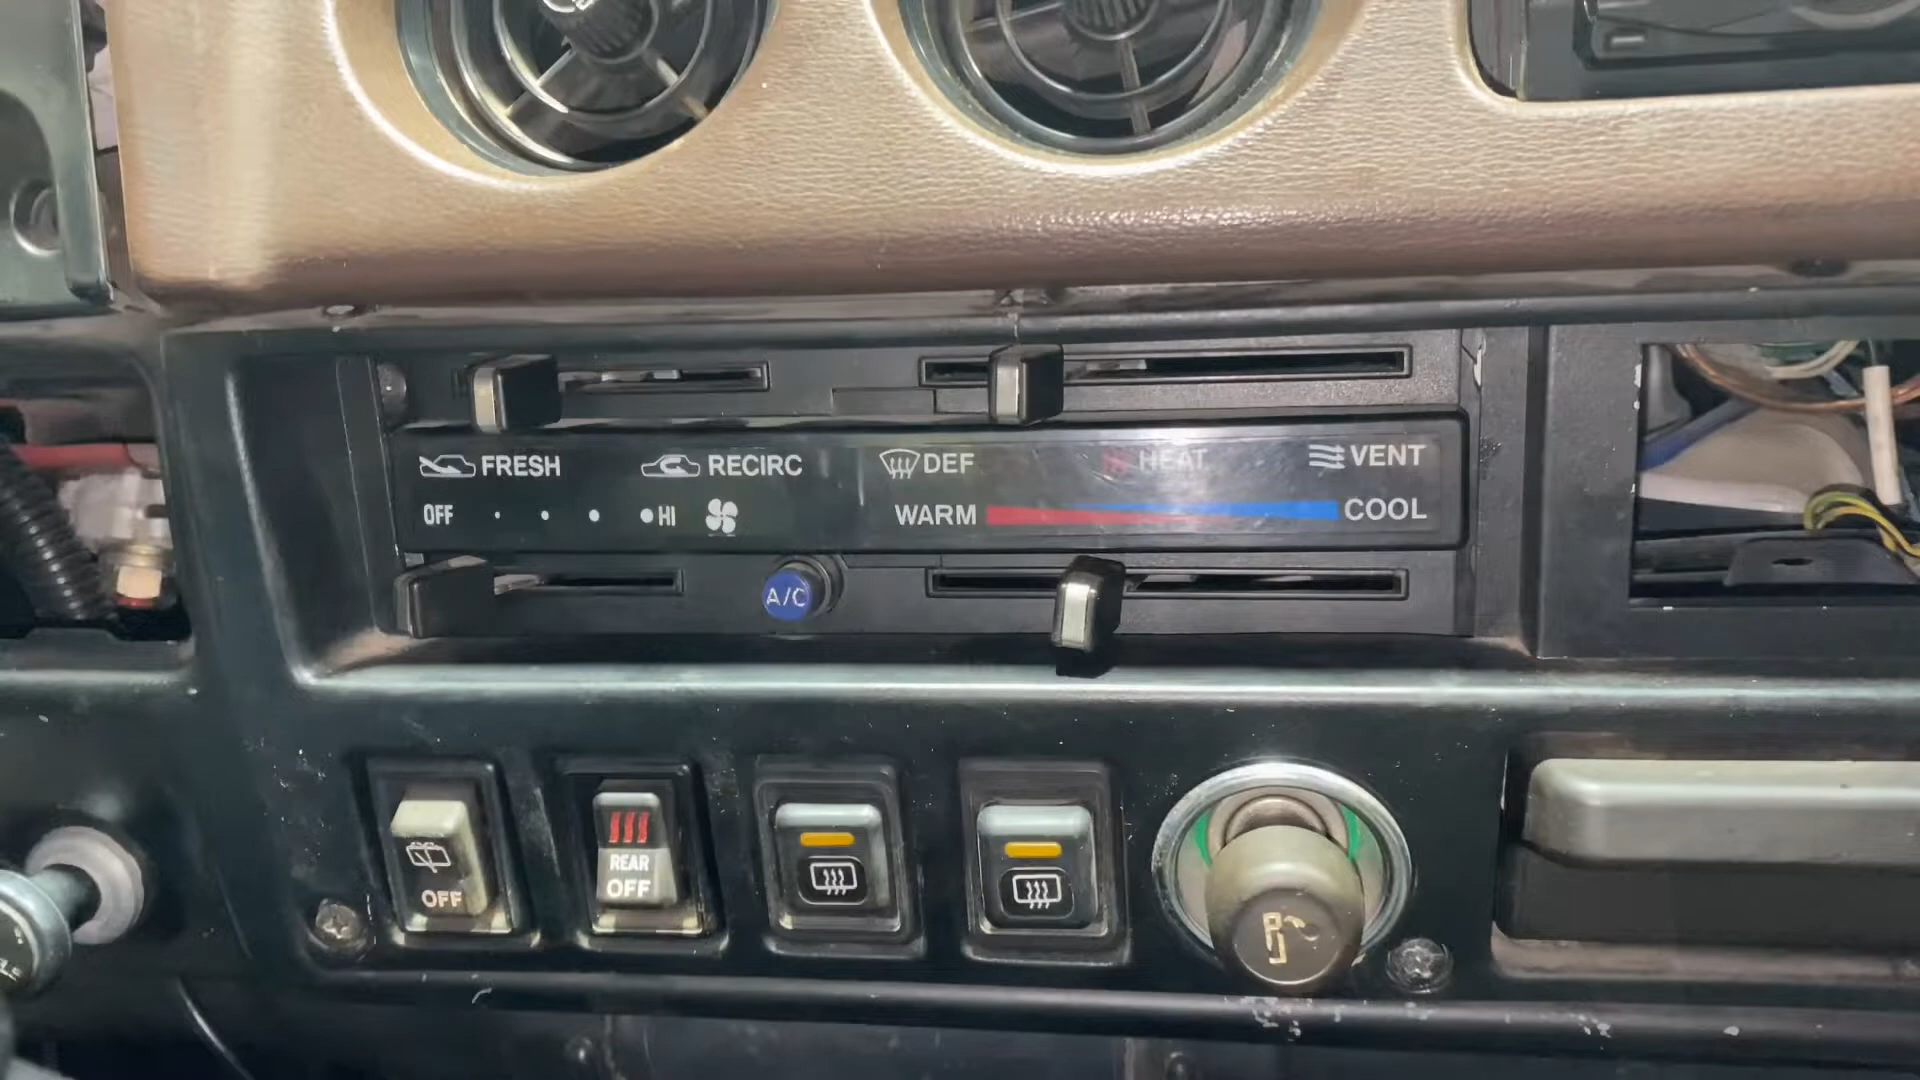 FRESH RECIRC DEF HEAT VENT
OFF HI WARM COOL
A/C
OFF
REAR
OFF